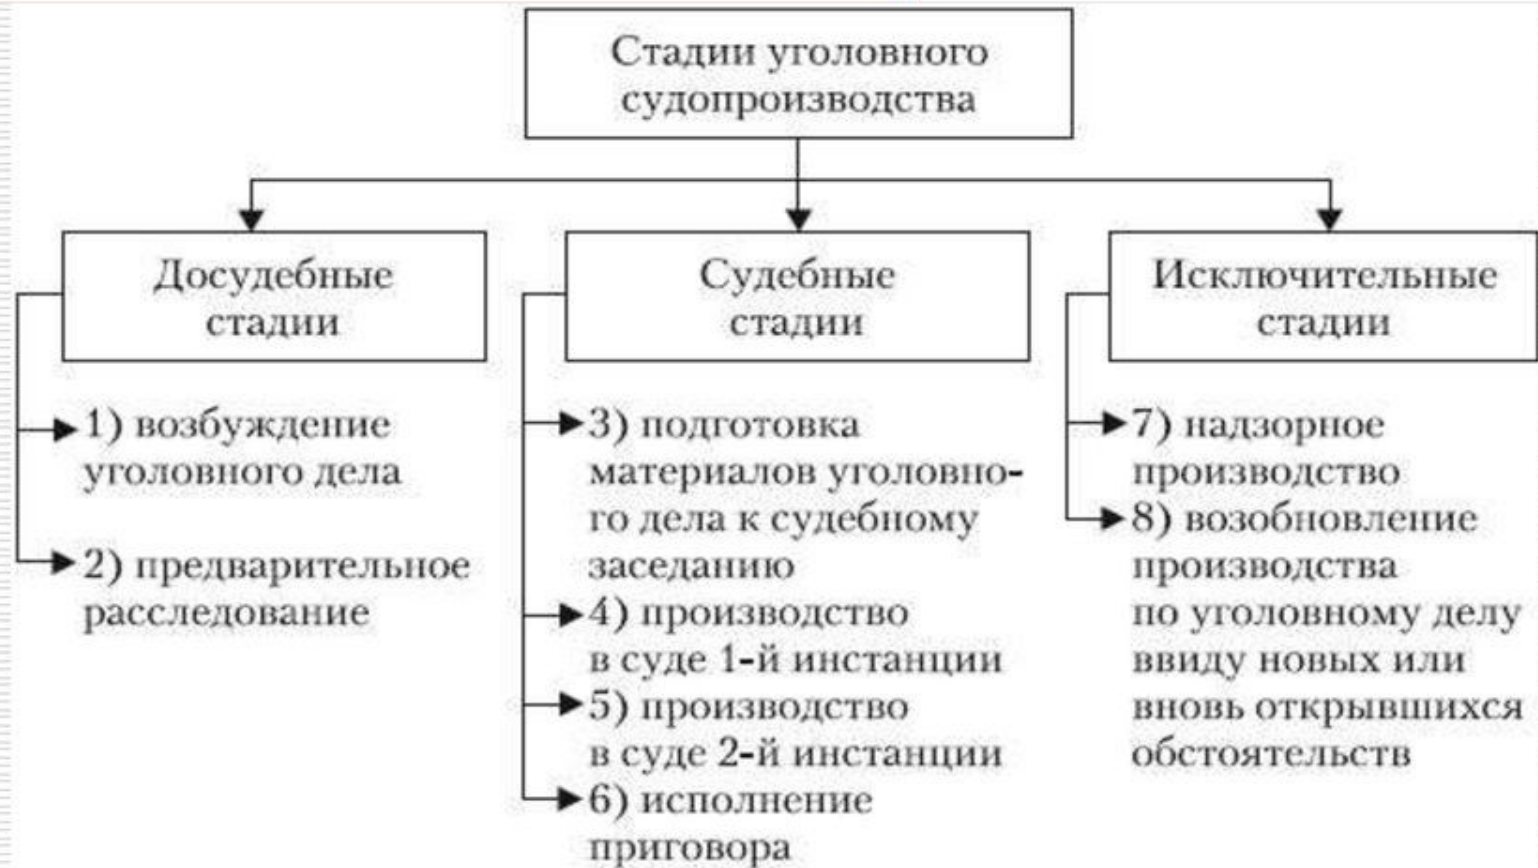 Стадии уголовного
судопроизводства
Досудебные
стадии
1) возбуждение
уголовного дела
2) предварительное
расследование
Судебные
стадии
3) подготовка
материалов уголовно-
го дела к судебному
заседанию
4) производство
в суде 1-й инстанции
5) производство
в суде 2-й инстанции
6) исполнение
приговора
Исключительные
стадии
7) надзорное
производство
8) возобновление
производства
по уголовному делу
ввиду новых или
вновь открывшихся
обстоятельств